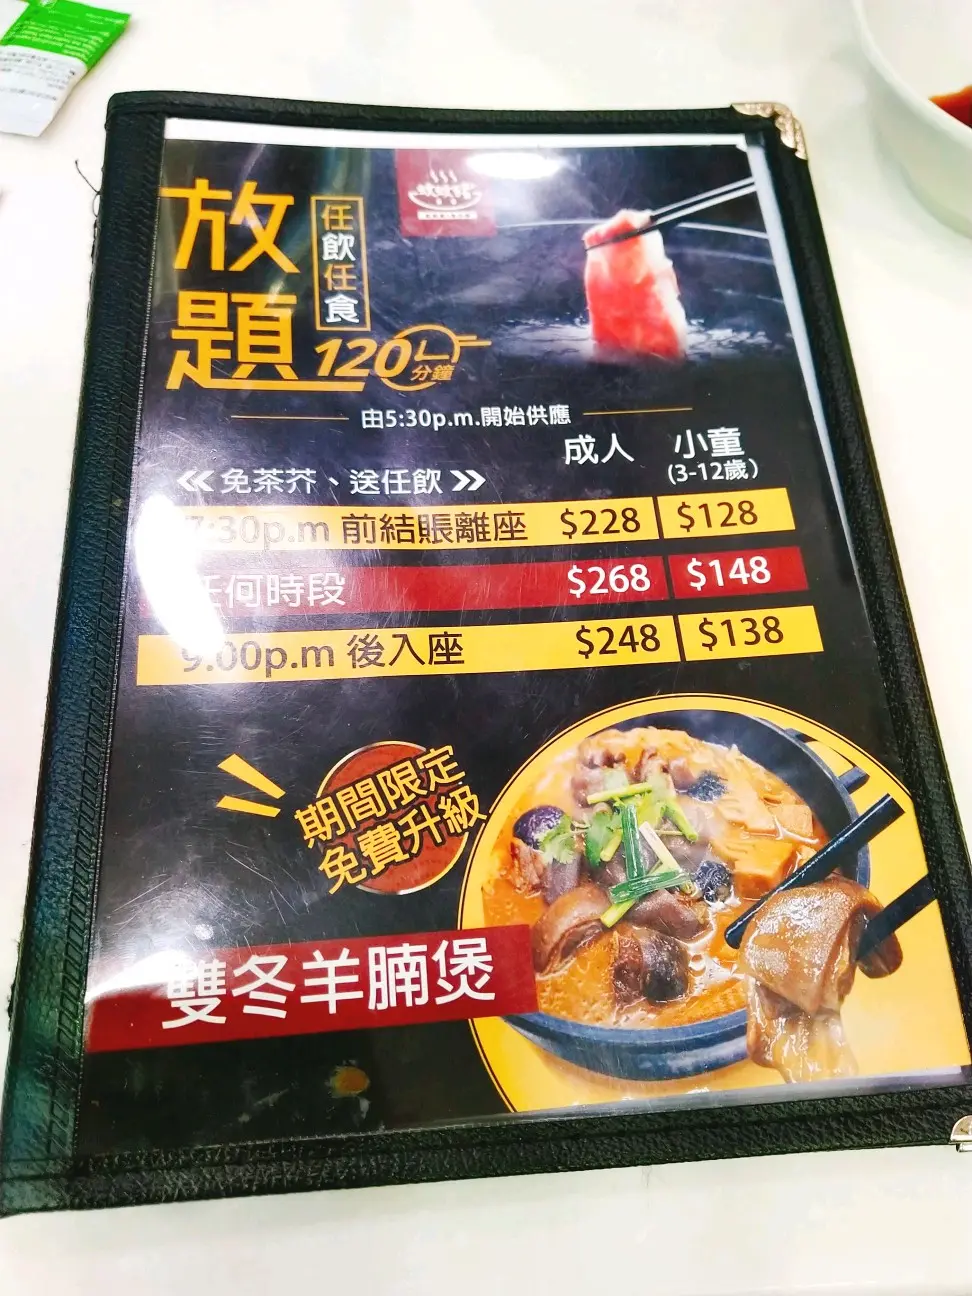 放題
任飲任食
120分鐘
由5:30p.m.開始供應
成人 小童
(3-12歲)
免茶芥、送任飲
7:30p.m 前結賬離座 $228 $128
任何時段 $268 $148
9:00p.m 後入座 $248 $138
期間限定
免費升級
雙冬羊腩煲